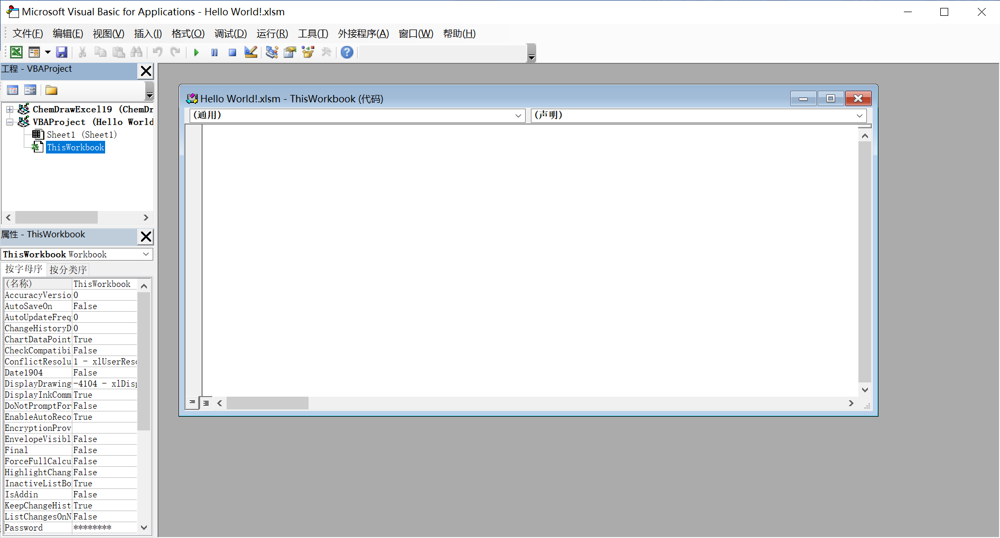 Microsoft Visual Basic for Applications - Hello World!.xlsm
文件(F) 编辑(E) 视图(V) 插入(I) 格式(O) 调试(D) 运行(R) 工具(T) 外接程序(A) 窗口(W) 帮助(H)
工程 - VBAProject
ChemDrawExcel19 (ChemDr
VBAProject (Hello World
Sheet1 (Sheet1)
ThisWorkbook
属性 - ThisWorkbook
ThisWorkbook Workbook
按字母序 按分类序
(名称) ThisWorkbook
AccuracyVersio 0
AutoSaveOn False
AutoUpdateFreq 0
ChangeHistoryD 0
ChartDataPoint True
CheckCompatibi False
ConflictResolu 1 - xlUserReso
Date1904 False
DisplayDrawing -4104 - xlDisp
DisplayInkComm True
DoNotPromptFor False
EnableAutoReco True
EncryptionProv
EnvelopeVisibl False
Final False
ForceFullCalcu False
HighlightChang False
InactiveListBo True
IsAddin False
KeepChangeHist True
ListChangesOnN False
Password ********
Hello World!.xlsm - ThisWorkbook (代码)
(通用) (声明)